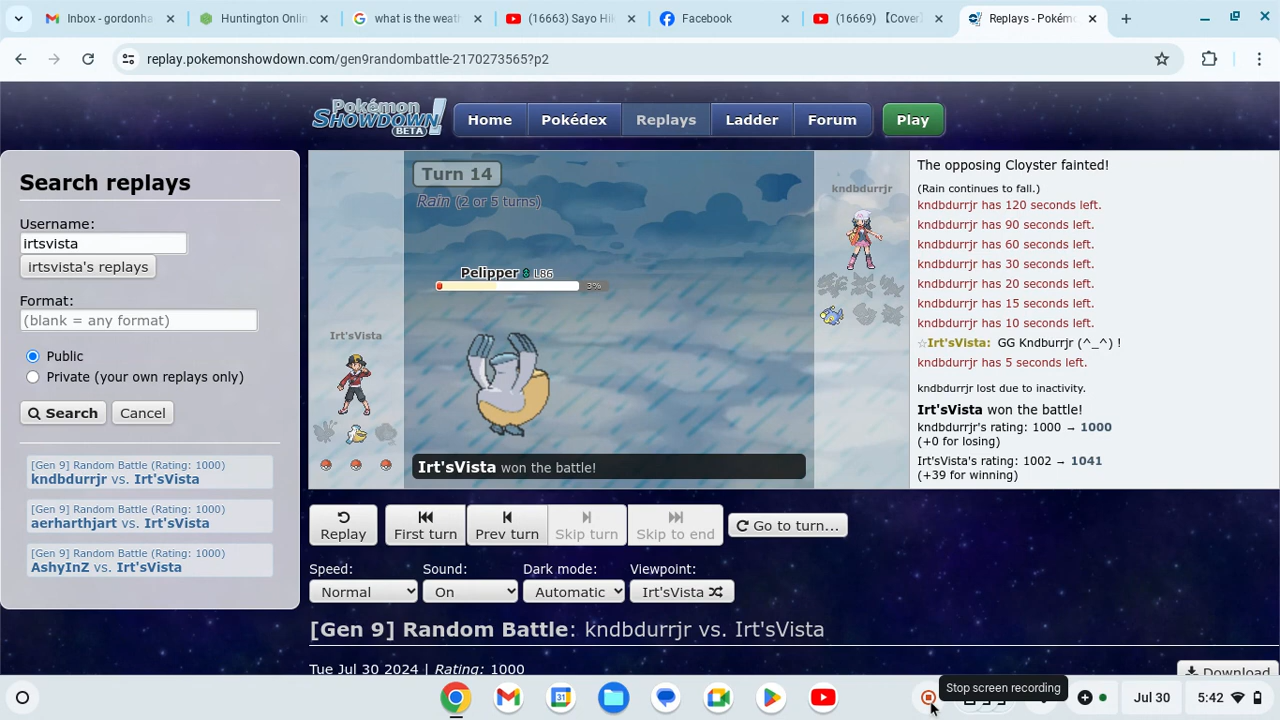 Inbox - gordonha
Huntington Onlin
what is the weat
(16663) Sayo Hik
Facebook
(16669) 【Cover】
Replays - Pokém
replay.pokemonshowdown.com/gen9randombattle-2170273565?p2
Pokémon
SHOWDOWN!
BETA
Home
Pokédex
Replays
Ladder
Forum
Play
Search replays
Username:
irtsvista
irtsvista's replays
Format:
(blank = any format)
Public
Private (your own replays only)
Search
Cancel
[Gen 9] Random Battle (Rating: 1000)
kndbdurrjr vs. Irt'sVista
[Gen 9] Random Battle (Rating: 1000)
aerharthjart vs. Irt'sVista
[Gen 9] Random Battle (Rating: 1000)
AshyInZ vs. Irt'sVista
Irt'sVista
Turn 14
Rain (2 or 5 turns)
Pelipper L86
3%
Irt'sVista won the battle!
kndbdurrjr
The opposing Cloyster fainted!
(Rain continues to fall.)
kndbdurrjr has 120 seconds left.
kndbdurrjr has 90 seconds left.
kndbdurrjr has 60 seconds left.
kndbdurrjr has 30 seconds left.
kndbdurrjr has 20 seconds left.
kndbdurrjr has 15 seconds left.
kndbdurrjr has 10 seconds left.
☆Irt'sVista: GG Kndburrjr (^_^) !
kndbdurrjr has 5 seconds left.
kndbdurrjr lost due to inactivity.
Irt'sVista won the battle!
kndbdurrjr's rating: 1000 → 1000
(+0 for losing)
Irt'sVista's rating: 1002 → 1041
(+39 for winning)
Replay
First turn
Prev turn
Skip turn
Skip to end
Go to turn...
Speed:
Sound:
Dark mode:
Viewpoint:
Normal
On
Automatic
Irt'sVista
[Gen 9] Random Battle: kndbdurrjr vs. Irt'sVista
Tue Jul 30 2024 | Rating: 1000
Download
Stop screen recording
31
Jul 30
5:42